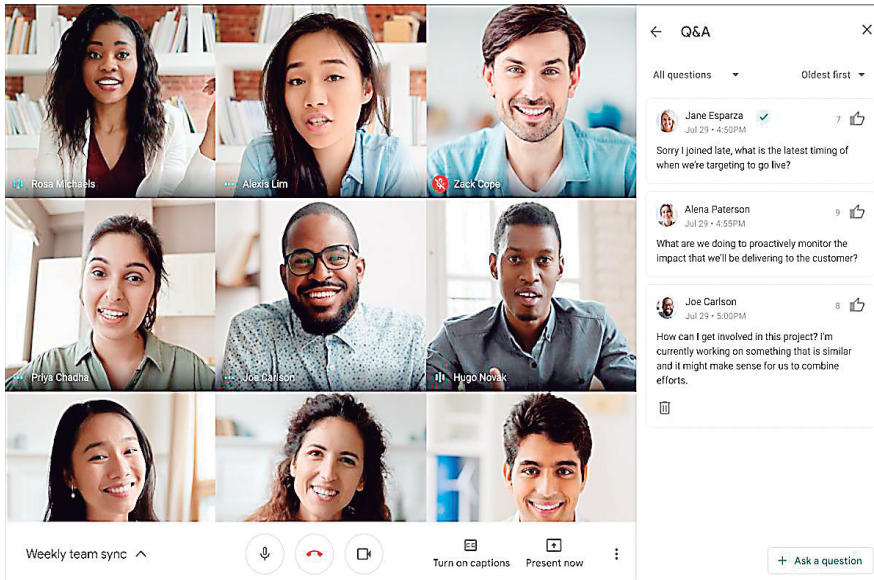 Rosa Michaels
Alexis Lim
Zack Cope
Priya Chadha
Joe Carlson
Hugo Novak
Weekly team sync
Turn on captions
Present now
Q&A
All questions
Oldest first
Jane Esparza
7
Jul 29 • 4:50PM
Sorry I joined late, what is the latest timing of
when we're targeting to go live?
Alena Paterson
9
Jul 29 • 4:55PM
What are we doing to proactively monitor the
impact that we'll be delivering to the customer?
Joe Carlson
8
Jul 29 • 5:00PM
How can I get involved in this project? I'm
currently working on something that is similar
and it might make sense for us to combine
efforts.
+ Ask a question